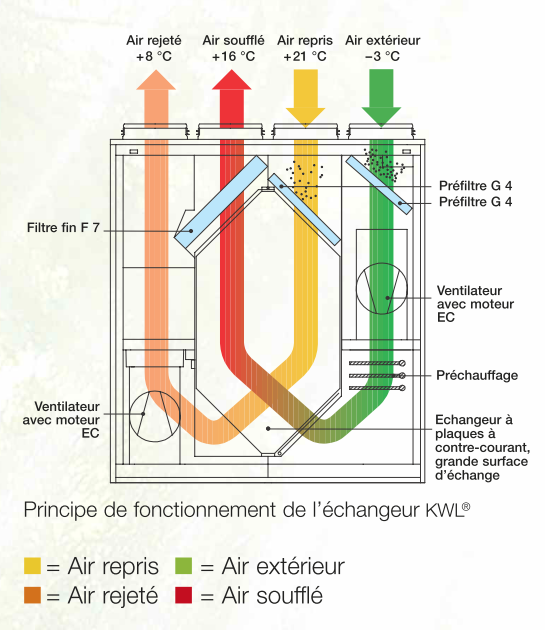 Air rejeté
+8 °C
Air soufflé
+16 °C
Air repris
+21 °C
Air extérieur
–3 °C
Préfiltre G 4
Préfiltre G 4
Filtre fin F 7
Ventilateur
avec moteur
EC
Préchauffage
Ventilateur
avec moteur
EC
Echangeur à
plaques à
contre-courant,
grande surface
d’échange
Principe de fonctionnement de l’échangeur KWL®
= Air repris
= Air extérieur
= Air rejeté
= Air soufflé